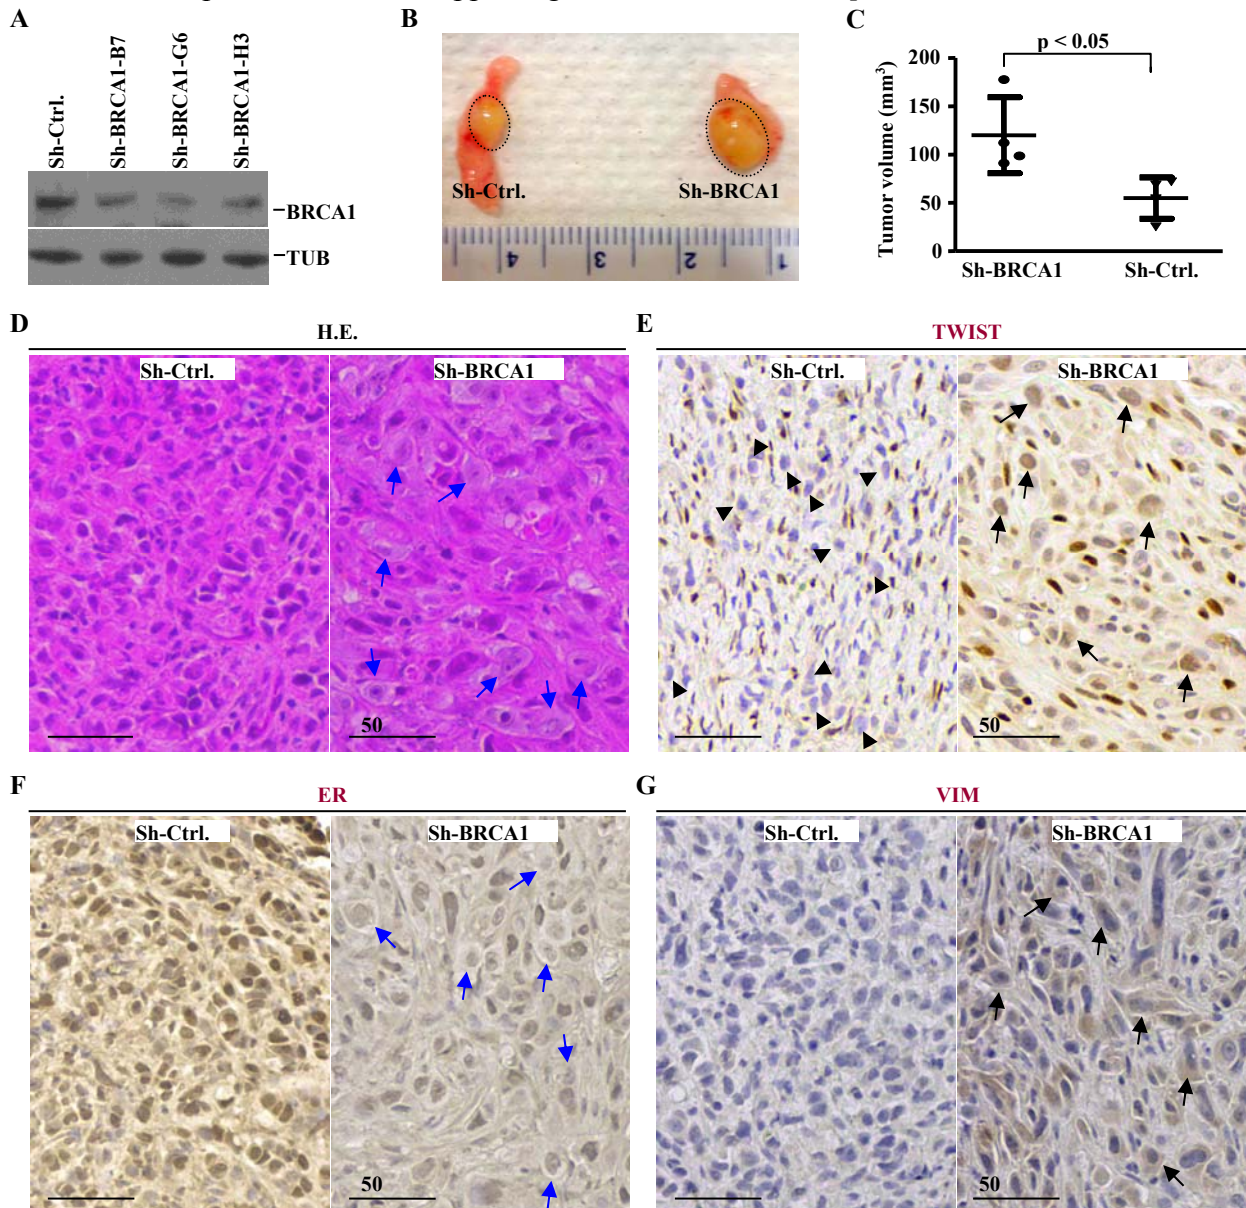 A
Sh-Ctrl.
Sh-BRCA1-B7
Sh-BRCA1-G6
Sh-BRCA1-H3
BRCA1
TUB
B
Sh-Ctrl.
Sh-BRCA1
4
3
2
1
C
p < 0.05
Tumor volume (mm³)
200
150
100
50
0
Sh-BRCA1
Sh-Ctrl.
D
H.E.
Sh-Ctrl.
Sh-BRCA1
50
E
TWIST
Sh-Ctrl.
Sh-BRCA1
50
F
ER
Sh-Ctrl.
Sh-BRCA1
50
G
VIM
Sh-Ctrl.
Sh-BRCA1
50